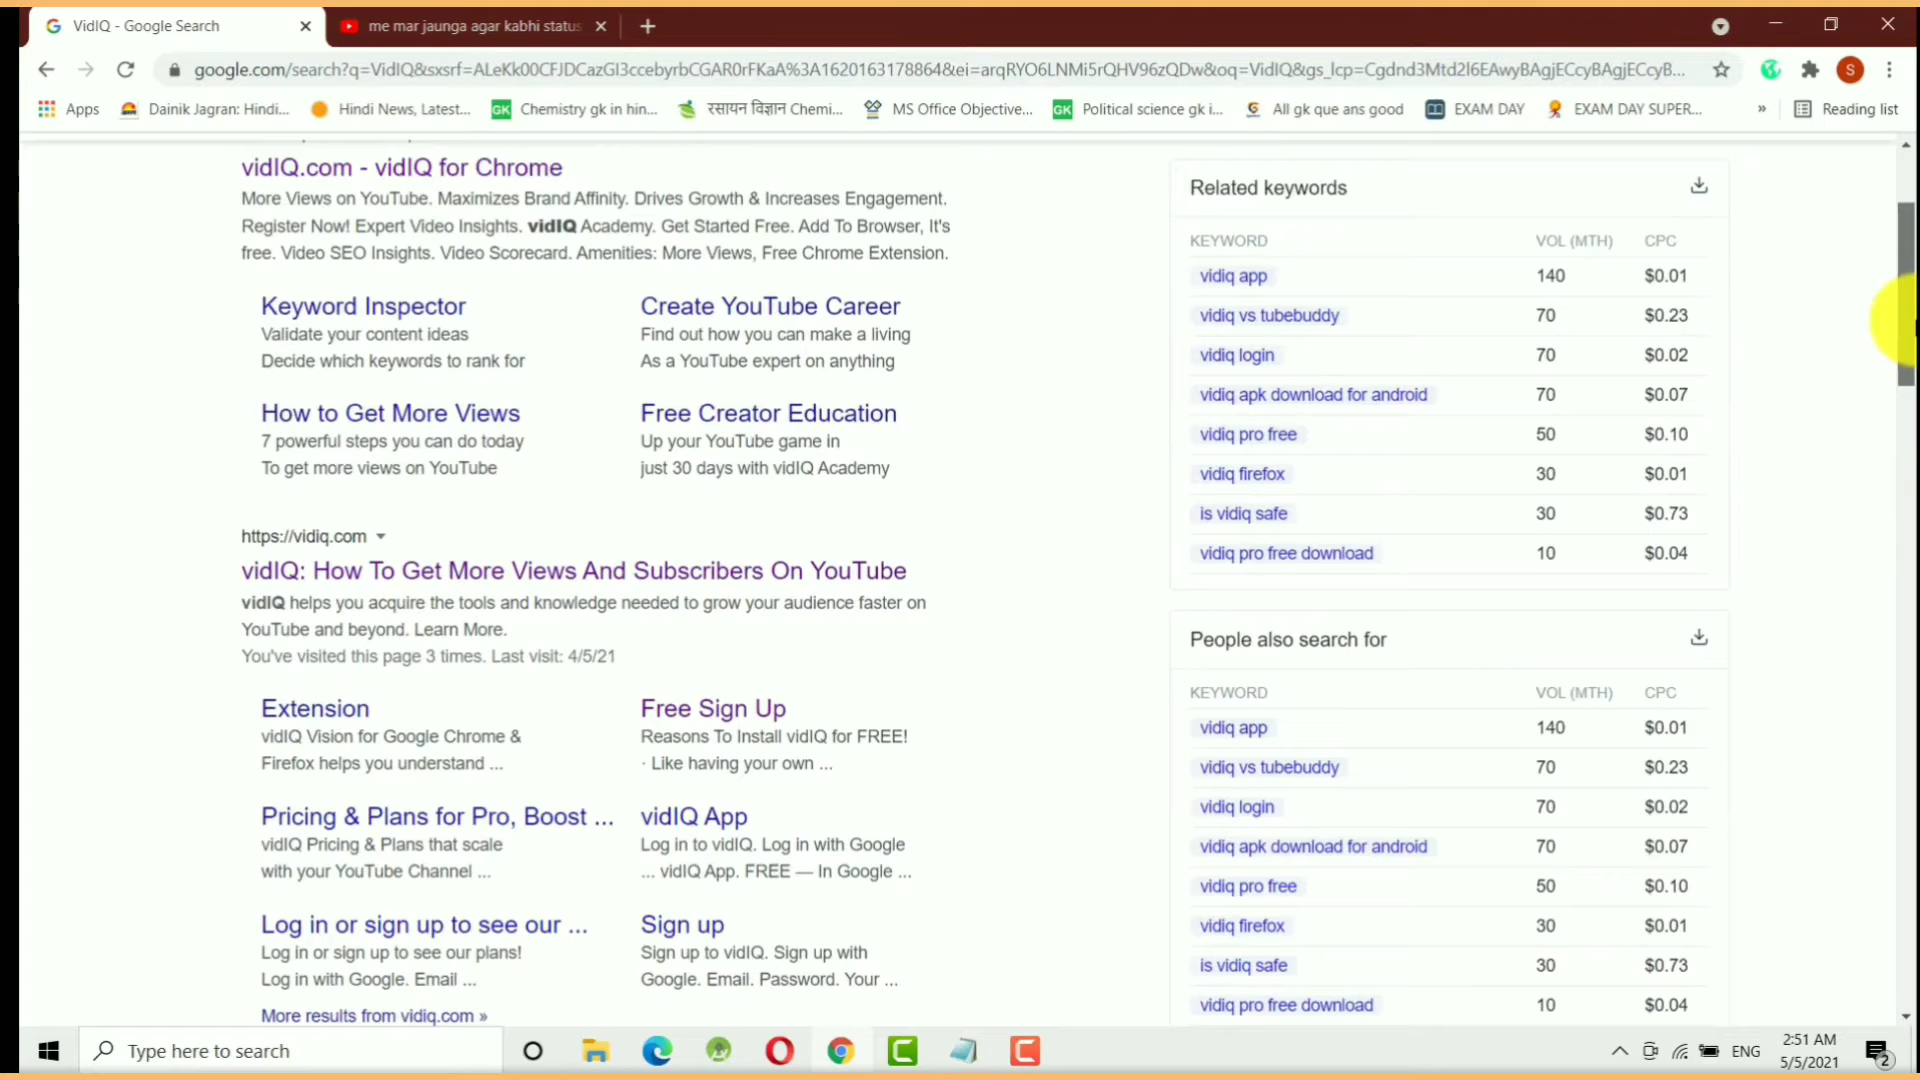 VidIQ - Google Search
me mar jaunga agar kabhi status
google.com/search?q=VidIQ&sxsrf=ALeKk00CFJDCazGI3ccebyrbCGAR0rFKaA%3A1620163178864&ei=arqRYO6LNMi5rQHV96zQDw&oq=VidIQ&gs_lcp=Cgdnd3Mtd2l6EAwyBAgjECcyBAgjECcyB...
S
Apps
Dainik Jagran: Hindi...
Hindi News, Latest...
GK Chemistry gk in hin...
रसायन विज्ञान Chemi...
MS Office Objective...
GK Political science gk i...
All gk que ans good
EXAM DAY
EXAM DAY SUPER...
»
Reading list
vidIQ.com - vidIQ for Chrome
More Views on YouTube. Maximizes Brand Affinity. Drives Growth & Increases Engagement.
Register Now! Expert Video Insights. vidIQ Academy. Get Started Free. Add To Browser, It's
free. Video SEO Insights. Video Scorecard. Amenities: More Views, Free Chrome Extension.
Keyword Inspector
Validate your content ideas
Decide which keywords to rank for
Create YouTube Career
Find out how you can make a living
As a YouTube expert on anything
How to Get More Views
7 powerful steps you can do today
To get more views on YouTube
Free Creator Education
Up your YouTube game in
just 30 days with vidIQ Academy
https://vidiq.com
vidIQ: How To Get More Views And Subscribers On YouTube
vidIQ helps you acquire the tools and knowledge needed to grow your audience faster on
YouTube and beyond. Learn More.
You've visited this page 3 times. Last visit: 4/5/21
Extension
vidIQ Vision for Google Chrome &
Firefox helps you understand ...
Free Sign Up
Reasons To Install vidIQ for FREE!
· Like having your own ...
Pricing & Plans for Pro, Boost ...
vidIQ Pricing & Plans that scale
with your YouTube Channel ...
vidIQ App
Log in to vidIQ. Log in with Google
... vidIQ App. FREE — In Google ...
Log in or sign up to see our ...
Log in or sign up to see our plans!
Log in with Google. Email ...
Sign up
Sign up to vidIQ. Sign up with
Google. Email. Password. Your ...
More results from vidiq.com »
Related keywords
KEYWORD VOL (MTH) CPC
vidiq app 140 $0.01
vidiq vs tubebuddy 70 $0.23
vidiq login 70 $0.02
vidiq apk download for android 70 $0.07
vidiq pro free 50 $0.10
vidiq firefox 30 $0.01
is vidiq safe 30 $0.73
vidiq pro free download 10 $0.04
People also search for
KEYWORD VOL (MTH) CPC
vidiq app 140 $0.01
vidiq vs tubebuddy 70 $0.23
vidiq login 70 $0.02
vidiq apk download for android 70 $0.07
vidiq pro free 50 $0.10
vidiq firefox 30 $0.01
is vidiq safe 30 $0.73
vidiq pro free download 10 $0.04
Type here to search
ENG
2:51 AM
5/5/2021
2